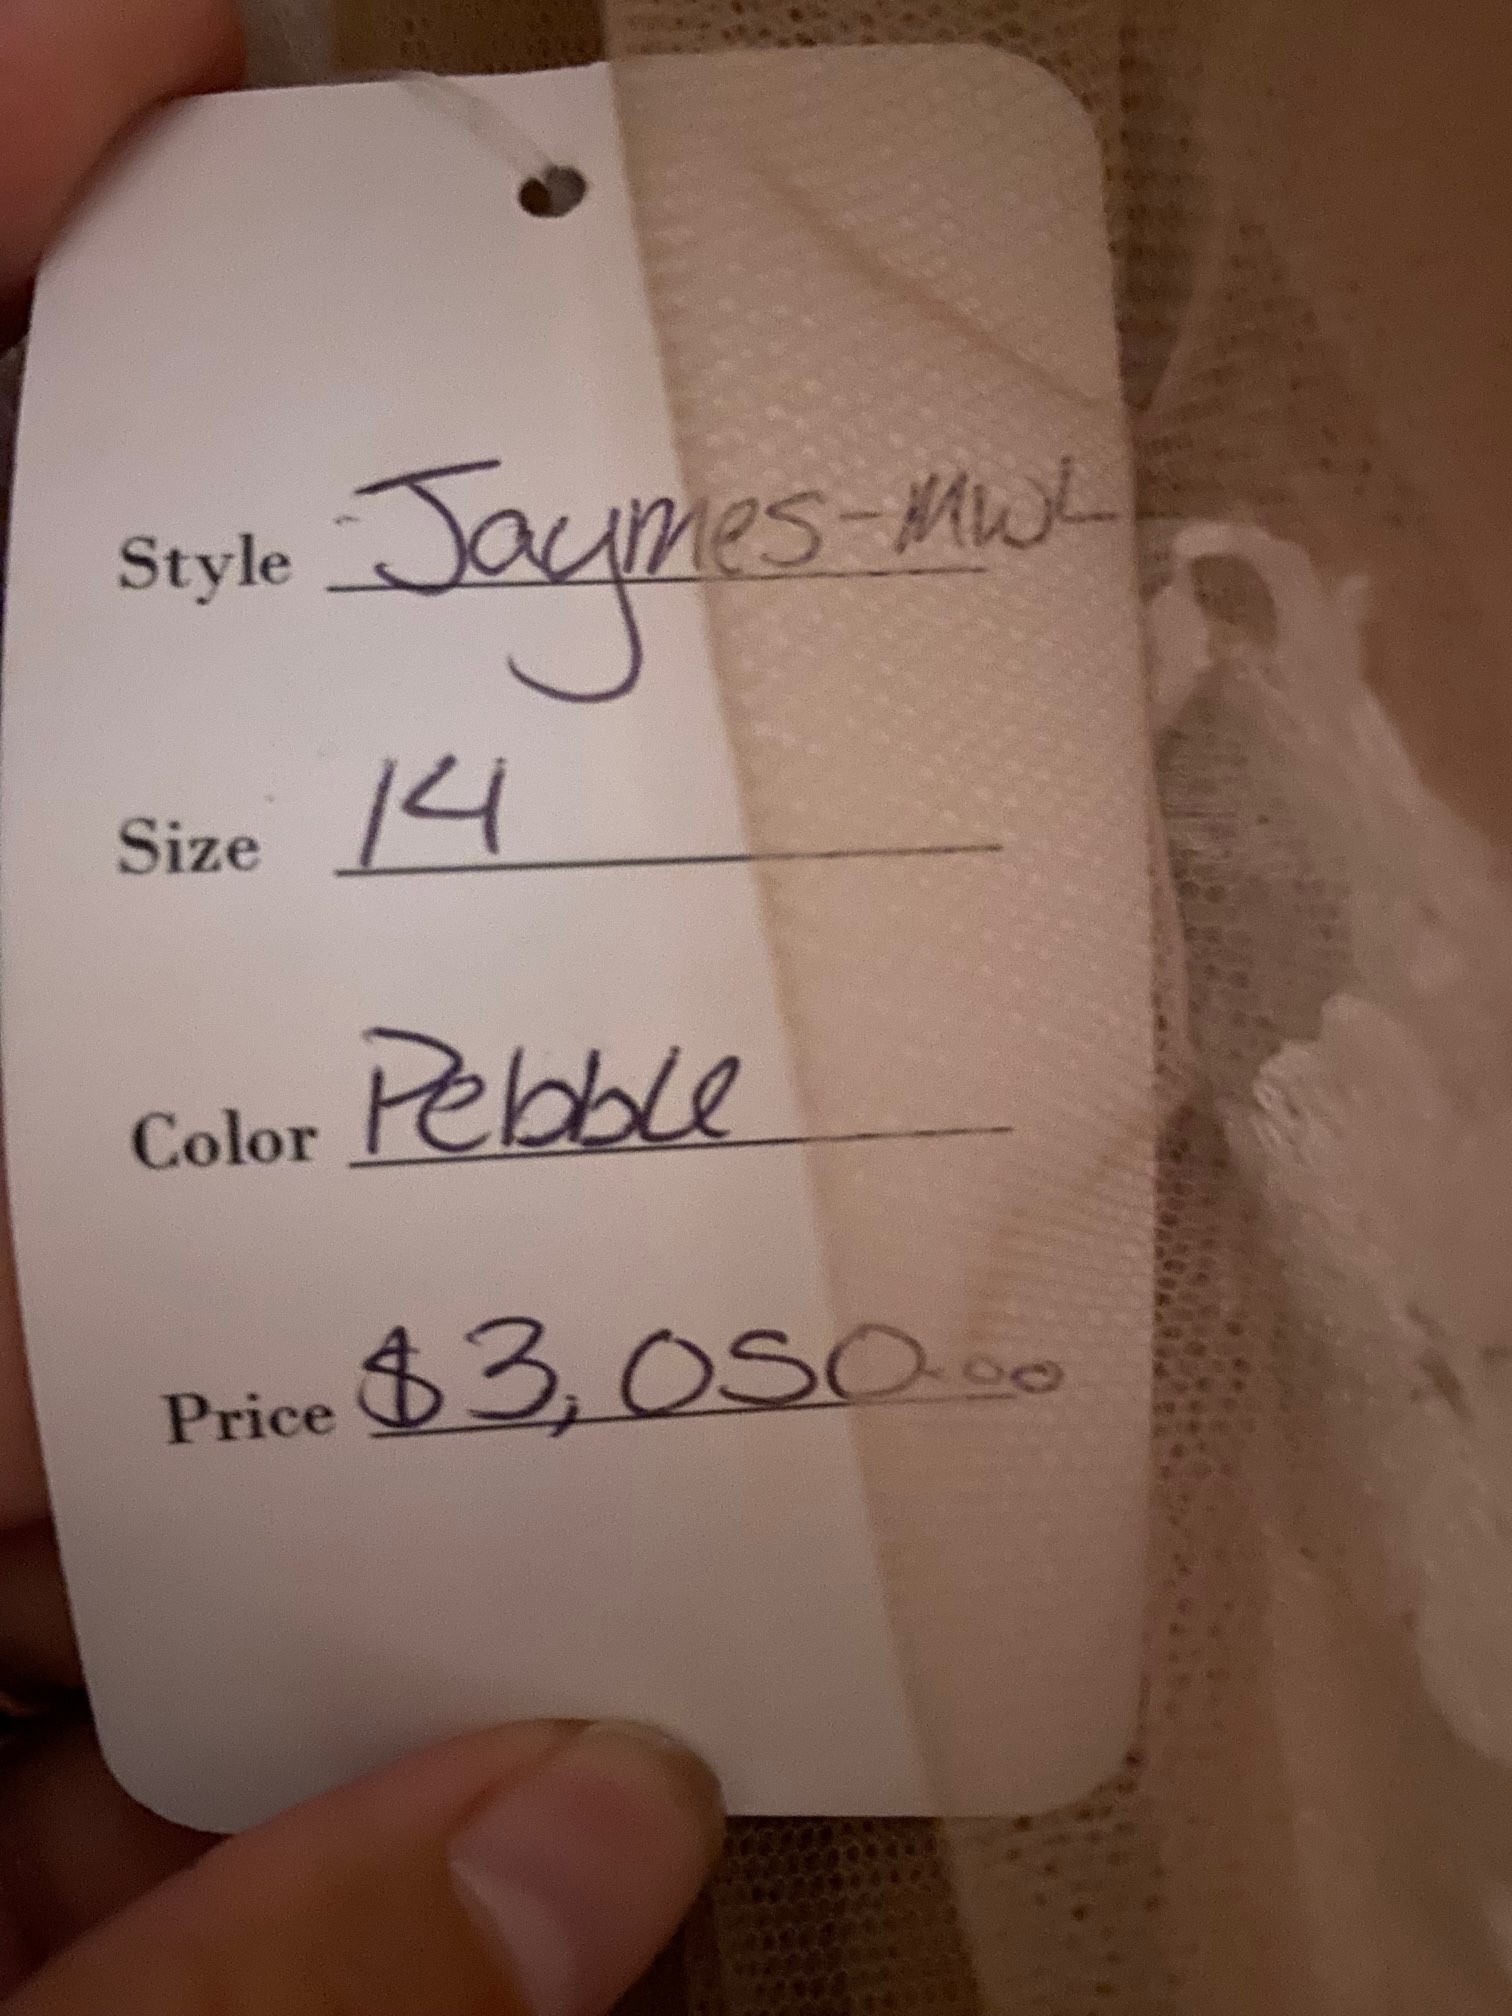 Style Jaymes-MWL
Size 14
Color Pebble
Price $3,050.00